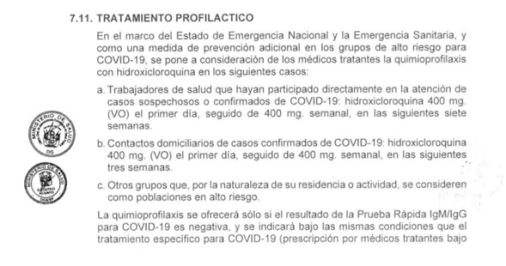 7.11. TRATAMIENTO PROFILACTICO
En el marco del Estado de Emergencia Nacional y la Emergencia Sanitaria, y
como una medida de prevención adicional en los grupos de alto riesgo para
COVID-19, se pone a consideración de los médicos tratantes la quimioprofilaxis
con hidroxicloroquina en los siguientes casos:
a. Trabajadores de salud que hayan participado directamente en la atención de
casos sospechosos o confirmados de COVID-19: hidroxicloroquina 400 mg.
(VO) el primer día, seguido de 400 mg. semanal, en las siguientes siete
semanas.
b. Contactos domiciliarios de casos confirmados de COVID-19: hidroxicloroquina
400 mg. (VO) el primer día, seguido de 400 mg. semanal, en las siguientes
tres semanas.
c. Otros grupos que, por la naturaleza de su residencia o actividad, se consideren
como poblaciones en alto riesgo.
La quimioprofilaxis se ofrecerá sólo si el resultado de la Prueba Rápida IgM/IgG
para COVID-19 es negativa, y se indicará bajo las mismas condiciones que el
tratamiento específico para COVID-19 (prescripción por médicos tratantes bajo
MINISTERIO DE SALUD